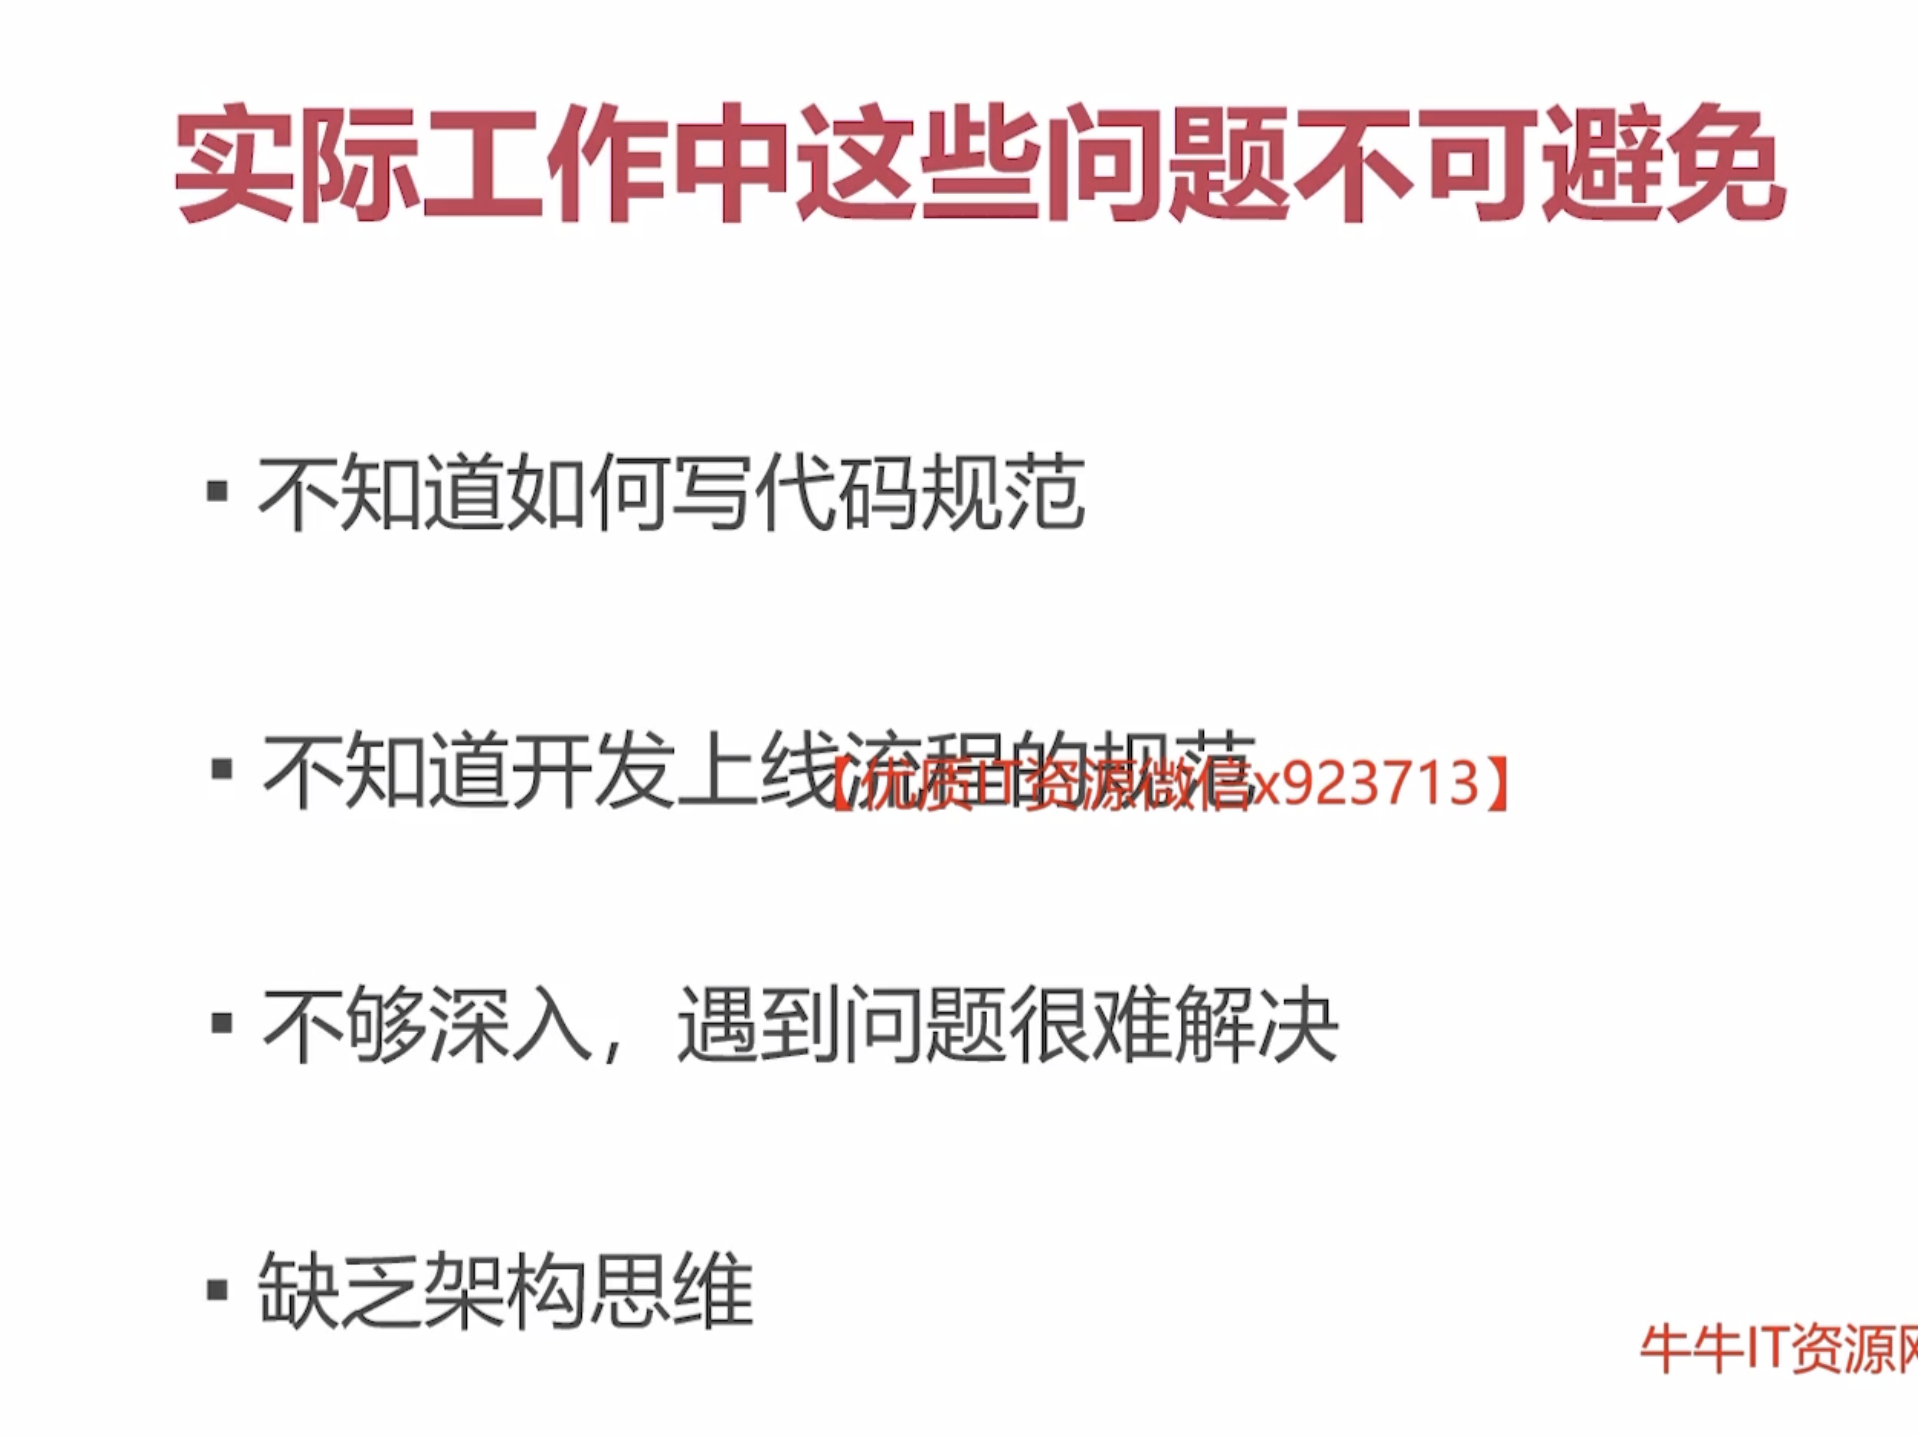 实际工作中这些问题不可避免
▪ 不知道如何写代码规范
▪ 不知道开发上线流程的规范
【优质IT资源微信x923713】
▪ 不够深入，遇到问题很难解决
▪ 缺乏架构思维
牛牛IT资源网